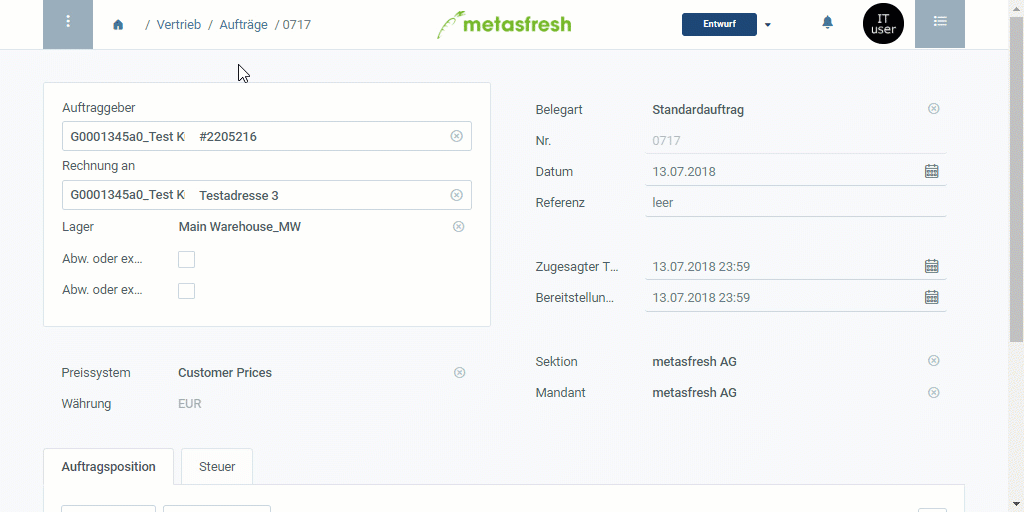 / Vertrieb / Aufträge / 0717
metasfresh
Entwurf
IT user
Auftraggeber
G0001345a0_Test K #2205216
Rechnung an
G0001345a0_Test K Testadresse 3
Lager Main Warehouse_MW
Abw. oder ex...
Abw. oder ex...
Preissystem Customer Prices
Währung EUR
Belegart Standardauftrag
Nr. 0717
Datum 13.07.2018
Referenz leer
Zugesagter T... 13.07.2018 23:59
Bereitstellun... 13.07.2018 23:59
Sektion metasfresh AG
Mandant metasfresh AG
Auftragsposition Steuer